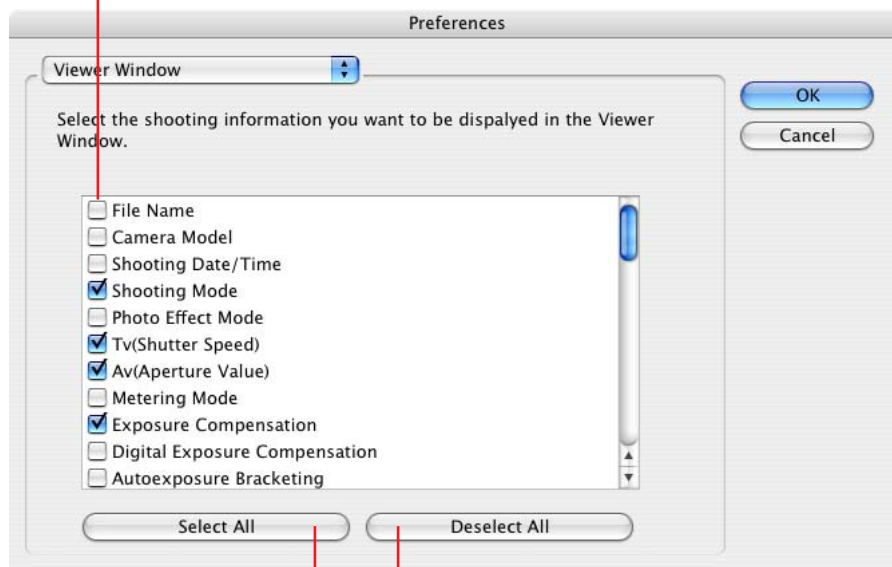 Preferences
Viewer Window
OK
Select the shooting information you want to be dispalyed in the Viewer
Window.
Cancel
File Name
Camera Model
Shooting Date/Time
Shooting Mode
Photo Effect Mode
Tv(Shutter Speed)
Av(Aperture Value)
Metering Mode
Exposure Compensation
Digital Exposure Compensation
Autoexposure Bracketing
Select All
Deselect All